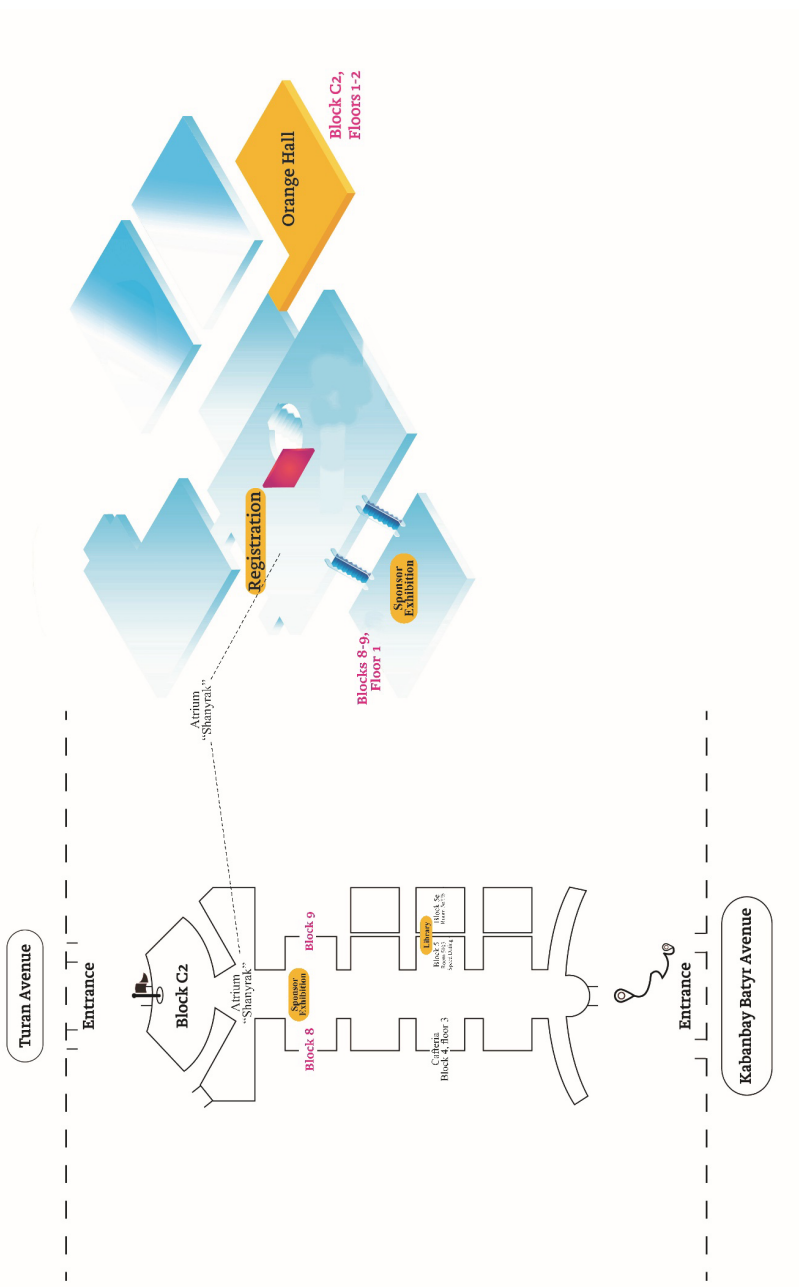 Turan Avenue
Entrance
Block C2
Atrium
“Shanyrak”
Block 8
Sponsor
Exhibition
Block 9
Cafteria
Block 4, floor 3
Library
Block 5
Block 5e
Entrance
Kabanbay Batyr Avenue
Atrium
“Shanyrak”
Registration
Orange Hall
Block C2,
Floors 1-2
Blocks 8-9,
Floor 1
Sponsor
Exhibition